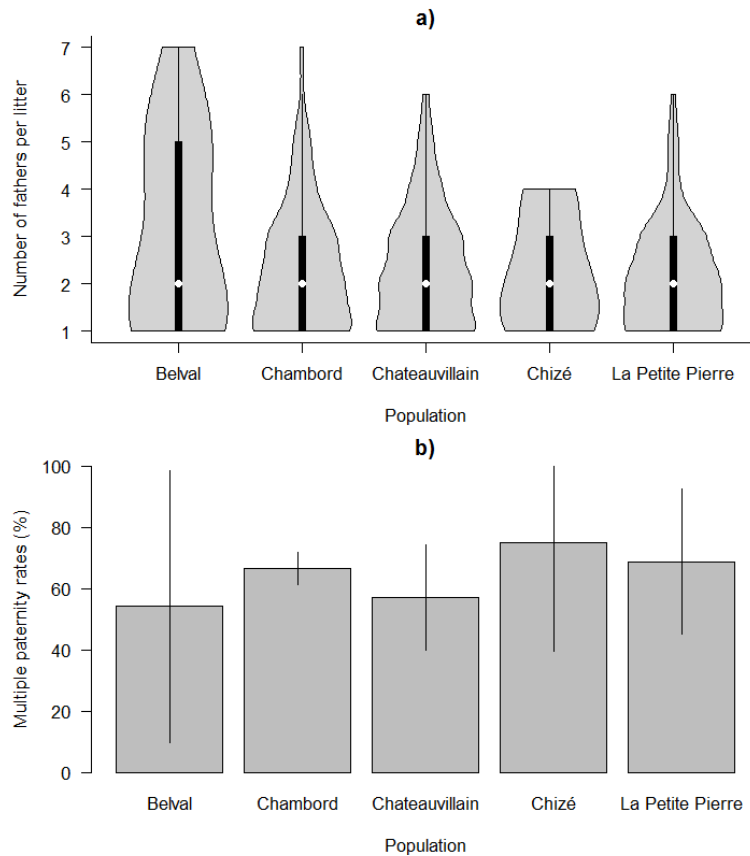 a)
Number of fathers per litter
7
6
5
4
3
2
1
Belval Chambord Chateauvillain Chizé La Petite Pierre
Population
b)
Multiple paternity rates (%)
100
80
60
40
20
0
Belval Chambord Chateauvillain Chizé La Petite Pierre
Population